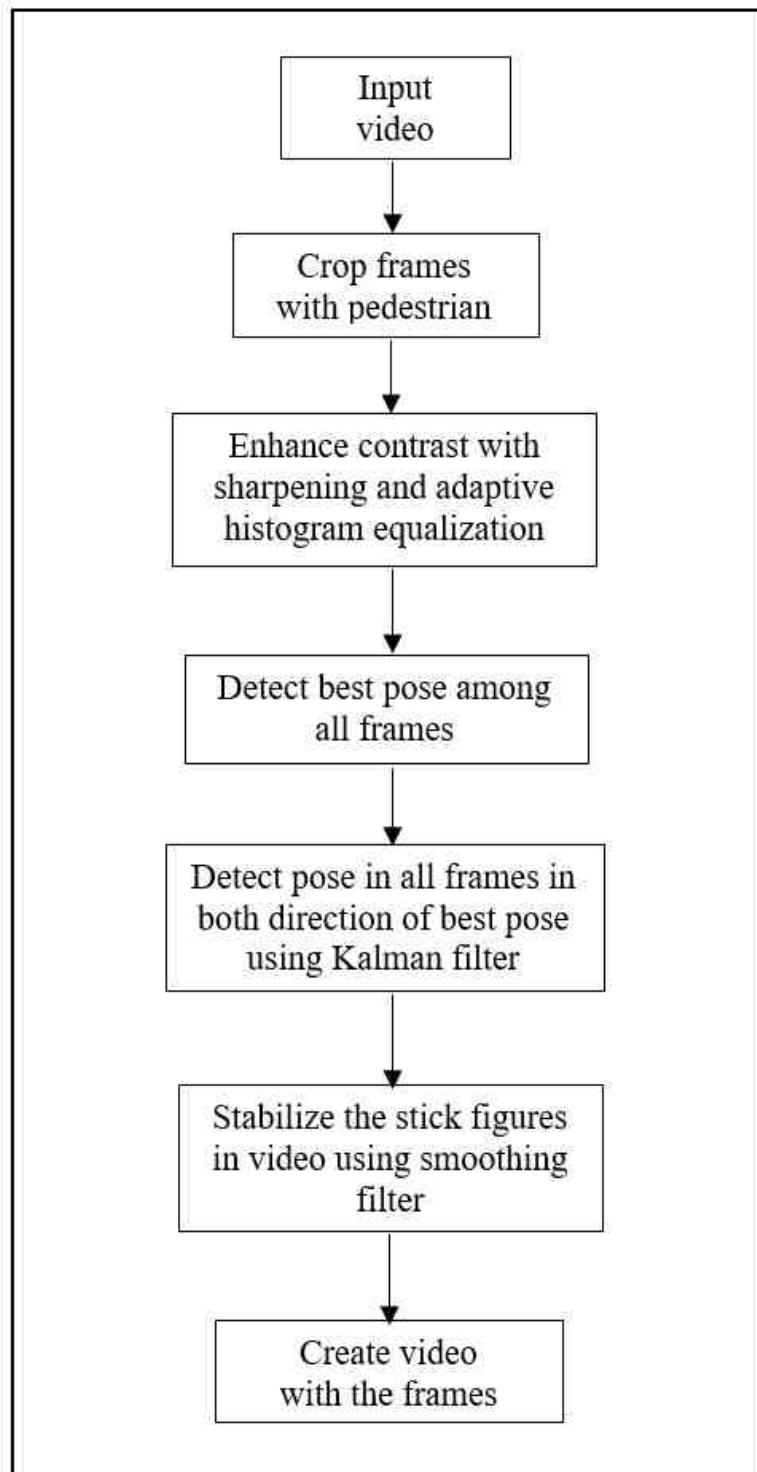 Input
video
Crop frames
with pedestrian
Enhance contrast with
sharpening and adaptive
histogram equalization
Detect best pose among
all frames
Detect pose in all frames in
both direction of best pose
using Kalman filter
Stabilize the stick figures
in video using smoothing
filter
Create video
with the frames